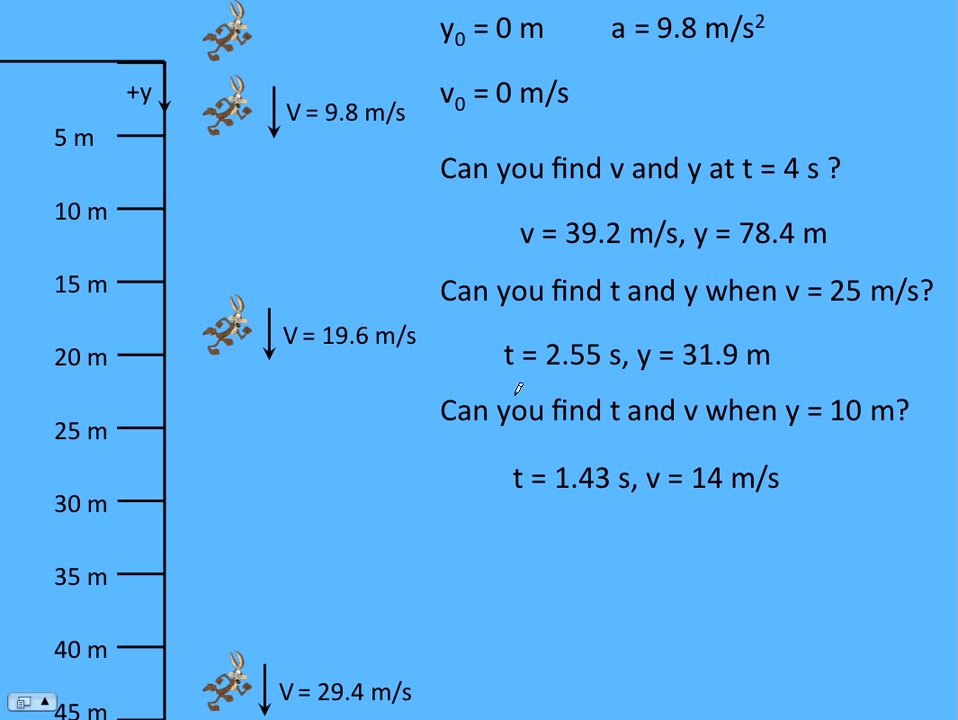 y₀ = 0 m a = 9.8 m/s²
+y
V = 9.8 m/s
v₀ = 0 m/s
5 m
Can you find v and y at t = 4 s ?
10 m
v = 39.2 m/s, y = 78.4 m
15 m
Can you find t and y when v = 25 m/s?
V = 19.6 m/s
20 m
t = 2.55 s, y = 31.9 m
25 m
Can you find t and v when y = 10 m?
30 m
t = 1.43 s, v = 14 m/s
35 m
40 m
V = 29.4 m/s
45 m